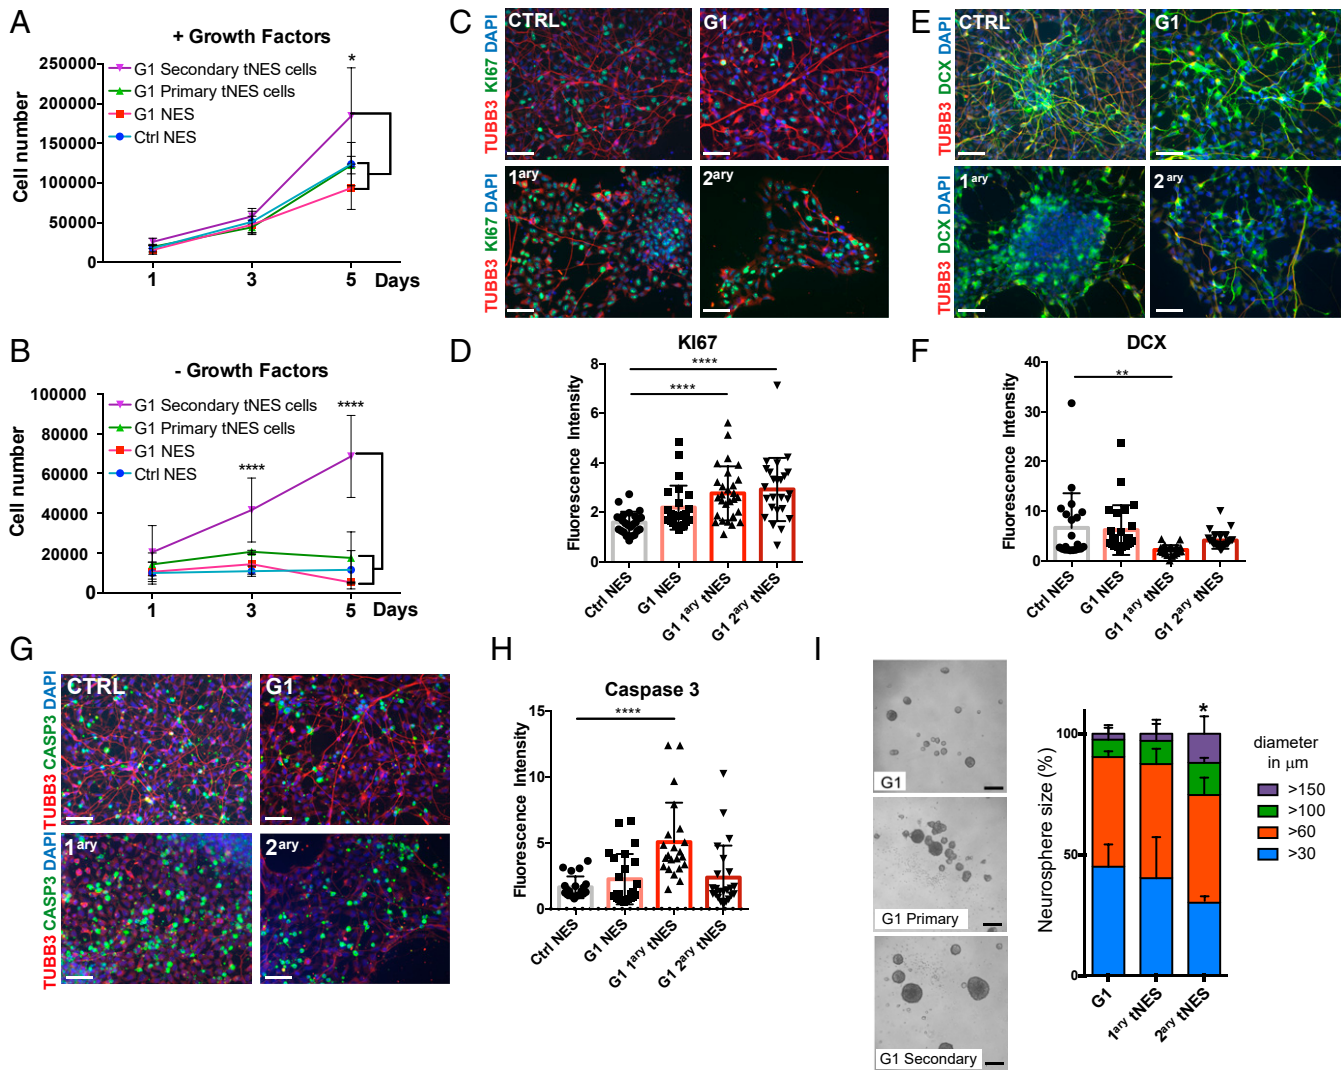 A
+ Growth Factors
250000
200000
150000
100000
50000
0
Cell number
G1 Secondary tNES cells
G1 Primary tNES cells
G1 NES
Ctrl NES
*
1
3
5
Days
B
- Growth Factors
100000
80000
60000
40000
20000
0
Cell number
G1 Secondary tNES cells
G1 Primary tNES cells
G1 NES
Ctrl NES
****
****
1
3
5
Days
C
TUBB3 KI67 DAPI
CTRL
G1
TUBB3 KI67 DAPI
1ary
2ary
D
KI67
Fluorescence Intensity
8
6
4
2
0
****
****
Ctrl NES
G1 NES
G1 1ary tNES
G1 2ary tNES
E
TUBB3 DCX DAPI
CTRL
G1
TUBB3 DCX DAPI
1ary
2ary
F
DCX
Fluorescence Intensity
40
30
20
10
0
**
Ctrl NES
G1 NES
G1 1ary tNES
G1 2ary tNES
G
TUBB3 CASP3 DAPI
CTRL
G1
TUBB3 CASP3 DAPI
1ary
2ary
H
Caspase 3
Fluorescence Intensity
15
10
5
0
****
Ctrl NES
G1 NES
G1 1ary tNES
G1 2ary tNES
I
G1
G1 Primary
G1 Secondary
Neurosphere size (%)
100
50
0
*
G1
1ary tNES
2ary tNES
diameter
in µm
>150
>100
>60
>30